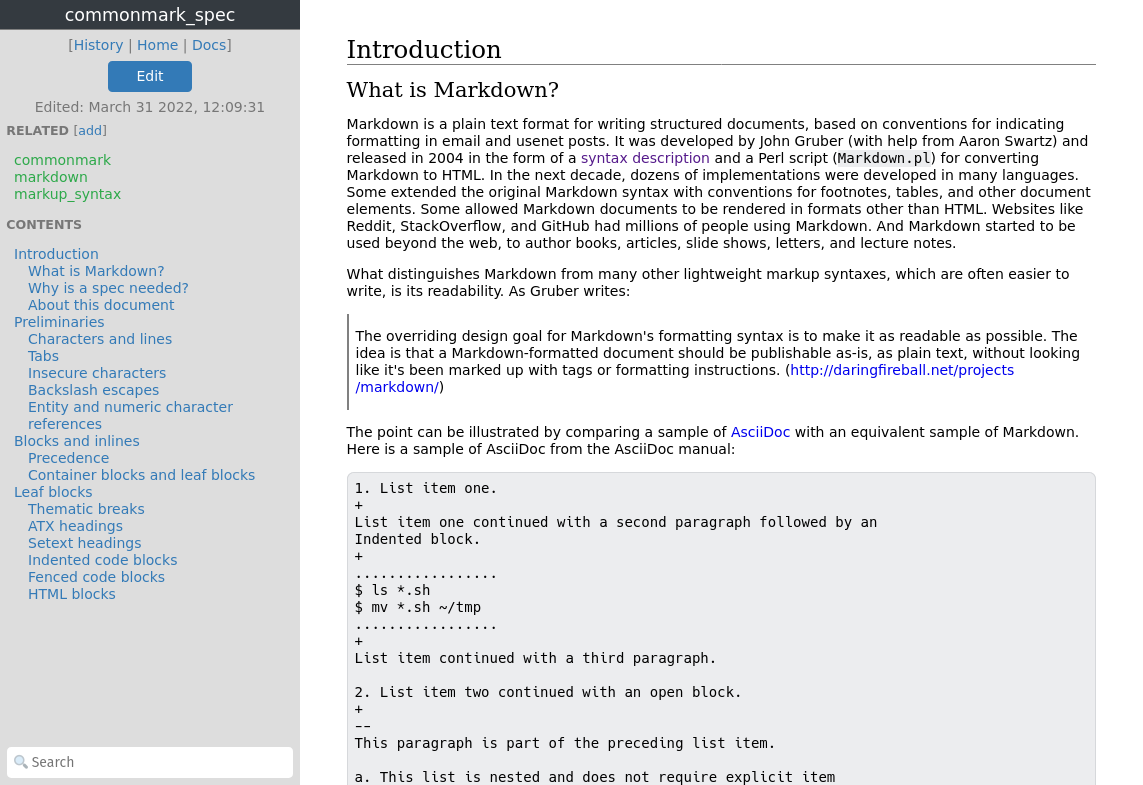 commonmark_spec
[History | Home | Docs]
Edit
Edited: March 31 2022, 12:09:31
RELATED [add]
commonmark
markdown
markup_syntax
CONTENTS
Introduction
What is Markdown?
Why is a spec needed?
About this document
Preliminaries
Characters and lines
Tabs
Insecure characters
Backslash escapes
Entity and numeric character
references
Blocks and inlines
Precedence
Container blocks and leaf blocks
Leaf blocks
Thematic breaks
ATX headings
Setext headings
Indented code blocks
Fenced code blocks
HTML blocks
Search
Introduction
What is Markdown?
Markdown is a plain text format for writing structured documents, based on conventions for indicating
formatting in email and usenet posts. It was developed by John Gruber (with help from Aaron Swartz) and
released in 2004 in the form of a syntax description and a Perl script (Markdown.pl) for converting
Markdown to HTML. In the next decade, dozens of implementations were developed in many languages.
Some extended the original Markdown syntax with conventions for footnotes, tables, and other document
elements. Some allowed Markdown documents to be rendered in formats other than HTML. Websites like
Reddit, StackOverflow, and GitHub had millions of people using Markdown. And Markdown started to be
used beyond the web, to author books, articles, slide shows, letters, and lecture notes.
What distinguishes Markdown from many other lightweight markup syntaxes, which are often easier to
write, is its readability. As Gruber writes:
The overriding design goal for Markdown's formatting syntax is to make it as readable as possible. The
idea is that a Markdown-formatted document should be publishable as-is, as plain text, without looking
like it's been marked up with tags or formatting instructions. (http://daringfireball.net/projects
/markdown/)
The point can be illustrated by comparing a sample of AsciiDoc with an equivalent sample of Markdown.
Here is a sample of AsciiDoc from the AsciiDoc manual:
1. List item one.
+
List item one continued with a second paragraph followed by an
Indented block.
+
.................
$ ls *.sh
$ mv *.sh ~/tmp
.................
+
List item continued with a third paragraph.
2. List item two continued with an open block.
+
--
This paragraph is part of the preceding list item.
a. This list is nested and does not require explicit item